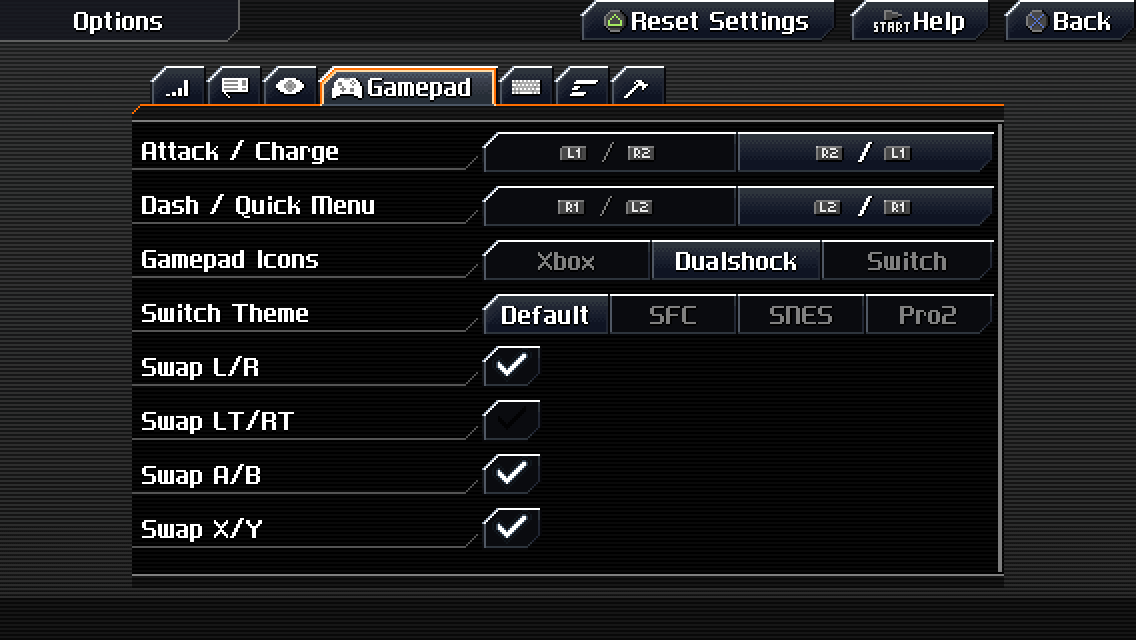 Options
Reset Settings
START Help
Back
Gamepad
Attack / Charge
L1 / R2
R2 / L1
Dash / Quick Menu
R1 / L2
L2 / R1
Gamepad Icons
Xbox
Dualshock
Switch
Switch Theme
Default
SFC
SNES
Pro2
Swap L/R
Swap LT/RT
Swap A/B
Swap X/Y